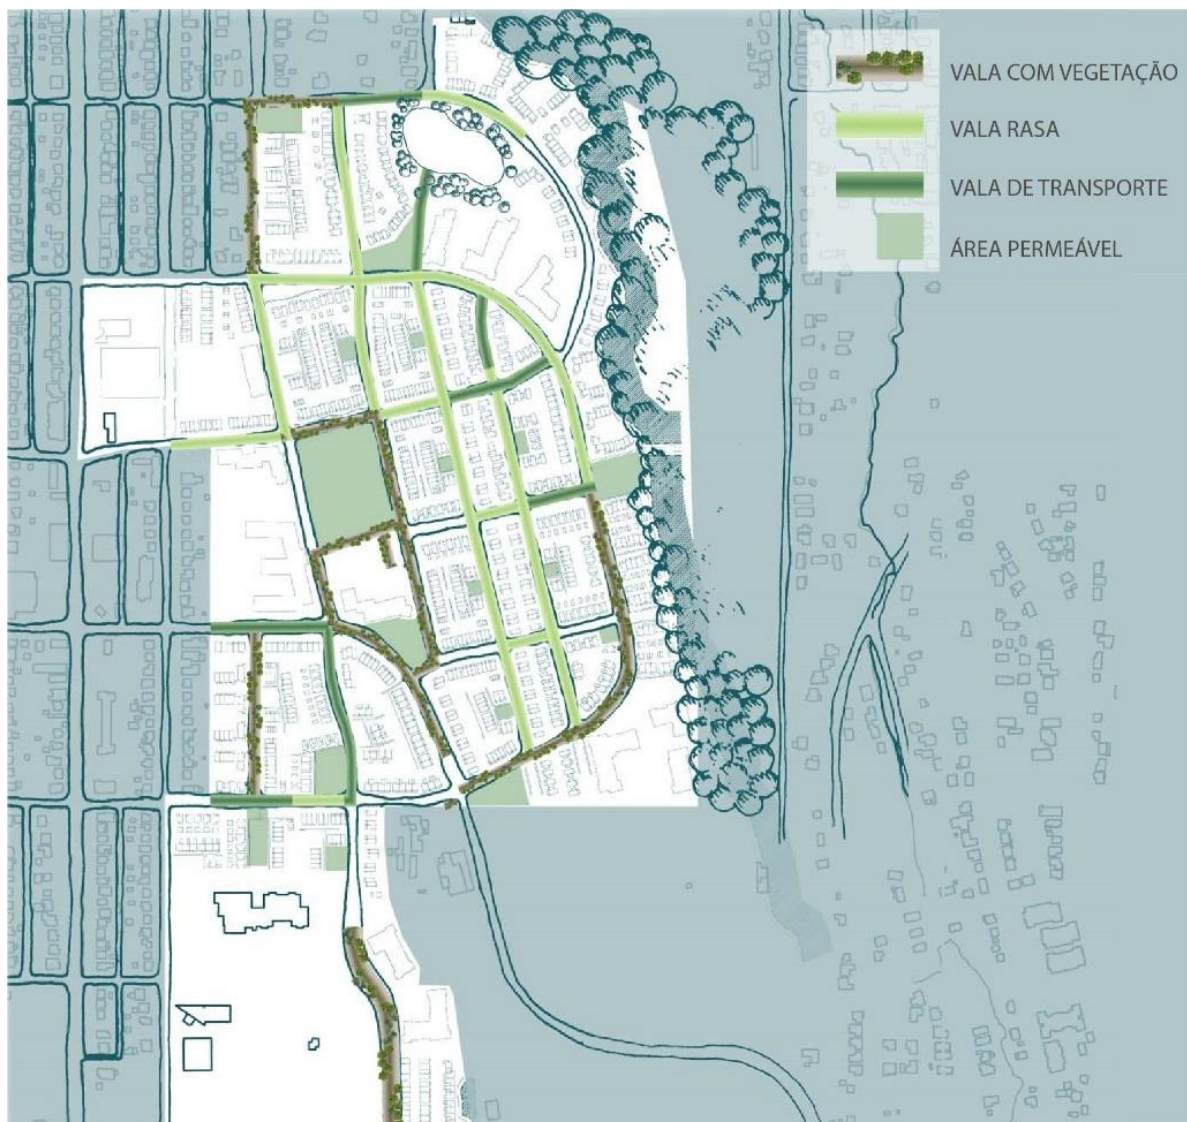 VALA COM VEGETAÇÃO
VALA RASA
VALA DE TRANSPORTE
ÁREA PERMEÁVEL